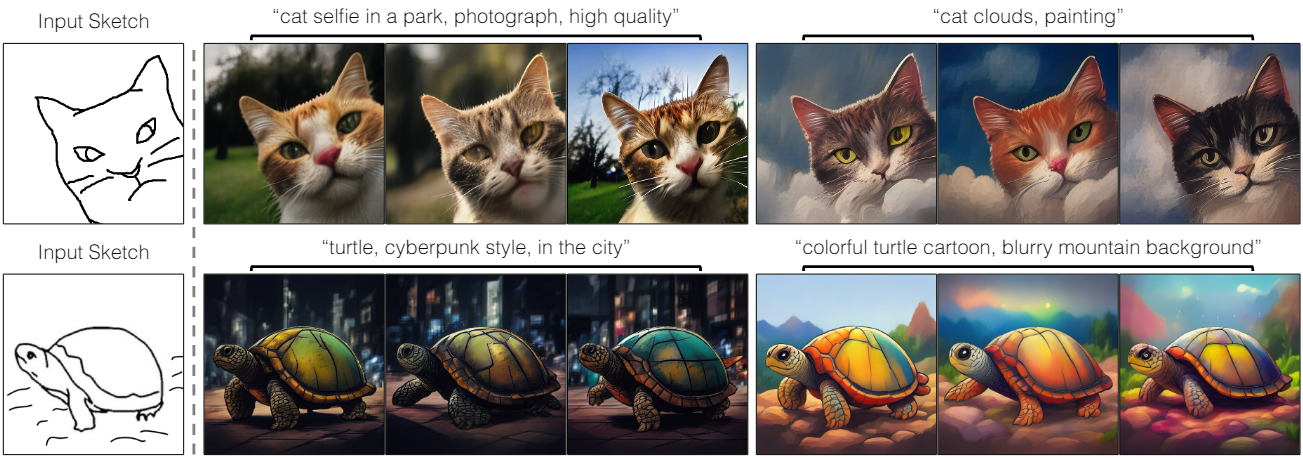 Input Sketch
“cat selfie in a park, photograph, high quality”
“cat clouds, painting”
Input Sketch
“turtle, cyberpunk style, in the city”
“colorful turtle cartoon, blurry mountain background”